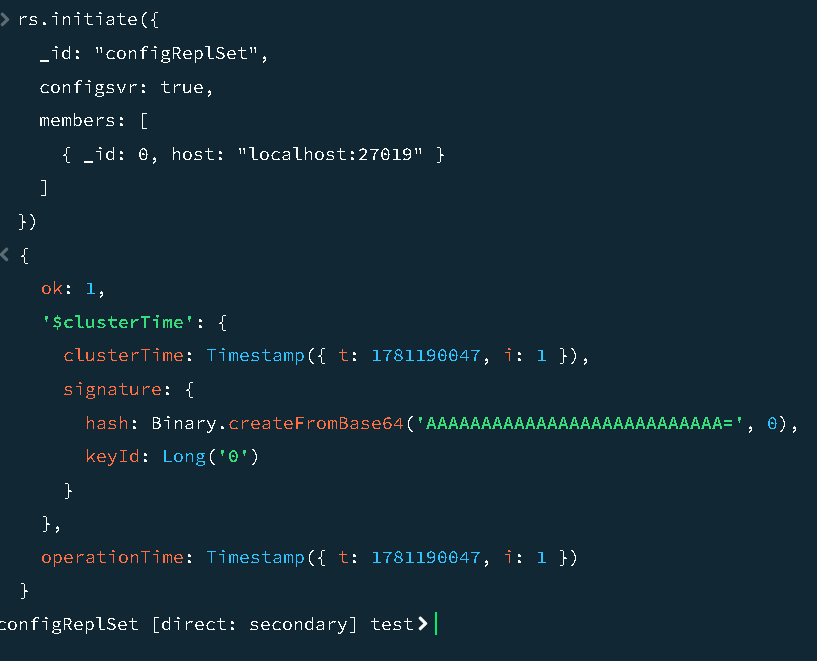 > rs.initiate({
_id: "configReplSet",
configsvr: true,
members: [
{ _id: 0, host: "localhost:27019" }
]
})
< {
ok: 1,
'$clusterTime': {
clusterTime: Timestamp({ t: 1781190047, i: 1 }),
signature: {
hash: Binary.createFromBase64('AAAAAAAAAAAAAAAAAAAAAAAAAAA=', 0),
keyId: Long('0')
}
},
operationTime: Timestamp({ t: 1781190047, i: 1 })
}
configReplSet [direct: secondary] test>